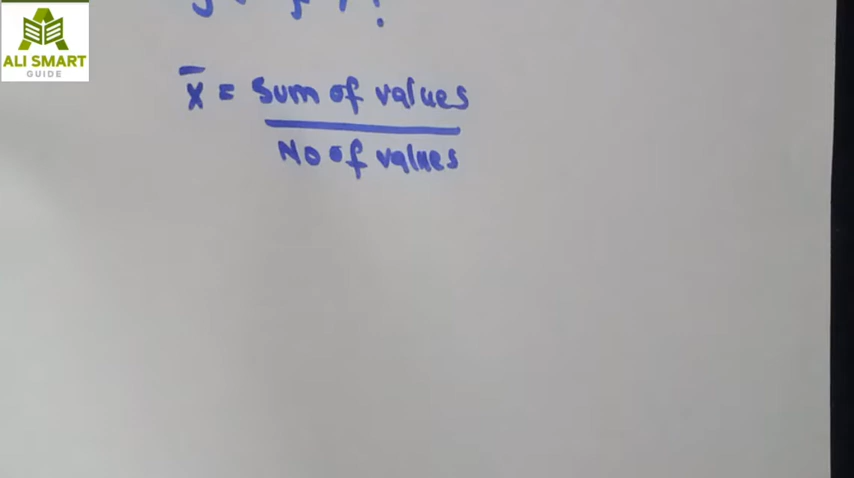 ALI SMART
GUIDE
x̄ = Sum of values
No of values